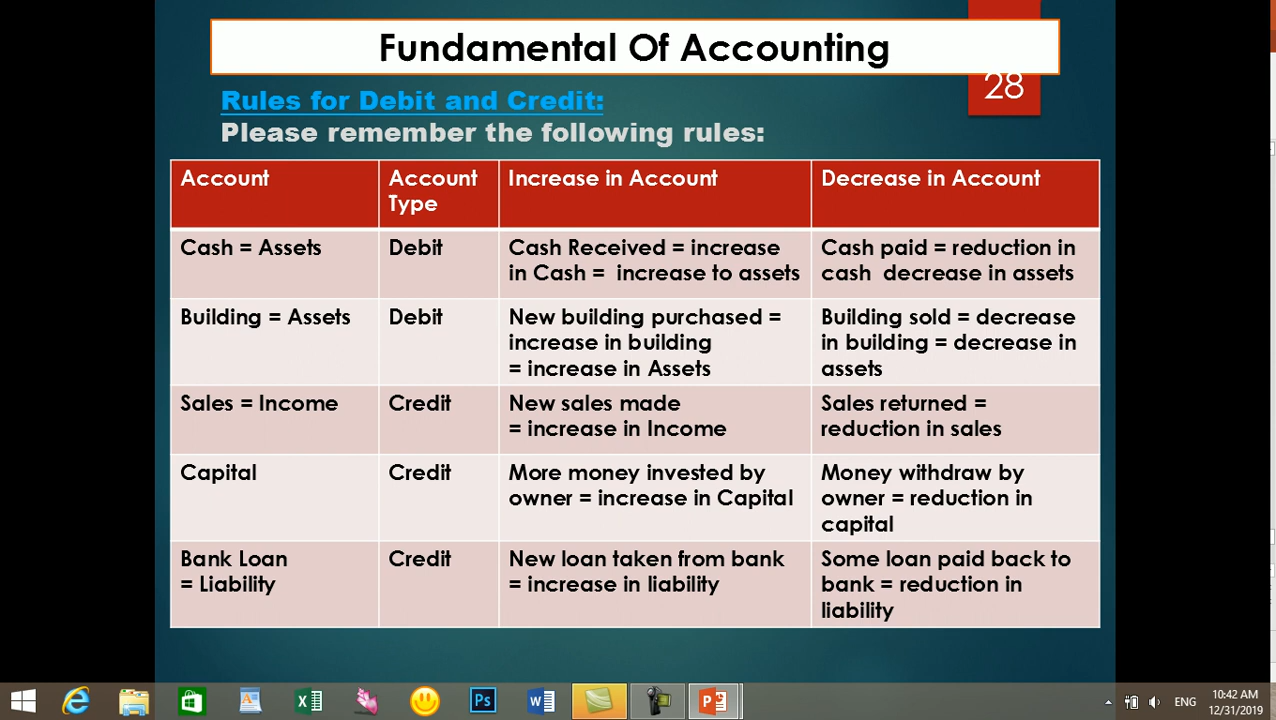 Fundamental Of Accounting
28
Rules for Debit and Credit:
Please remember the following rules:
Account
Account
Type
Increase in Account
Decrease in Account
Cash = Assets
Debit
Cash Received = increase
in Cash =  increase to assets
Cash paid = reduction in
cash  decrease in assets
Building = Assets
Debit
New building purchased =
increase in building
= increase in Assets
Building sold = decrease
in building = decrease in
assets
Sales = Income
Credit
New sales made
= increase in Income
Sales returned =
reduction in sales
Capital
Credit
More money invested by
owner = increase in Capital
Money withdraw by
owner = reduction in
capital
Bank Loan
= Liability
Credit
New loan taken from bank
= increase in liability
Some loan paid back to
bank = reduction in
liability
Ps
ENG
10:42 AM
12/31/2019